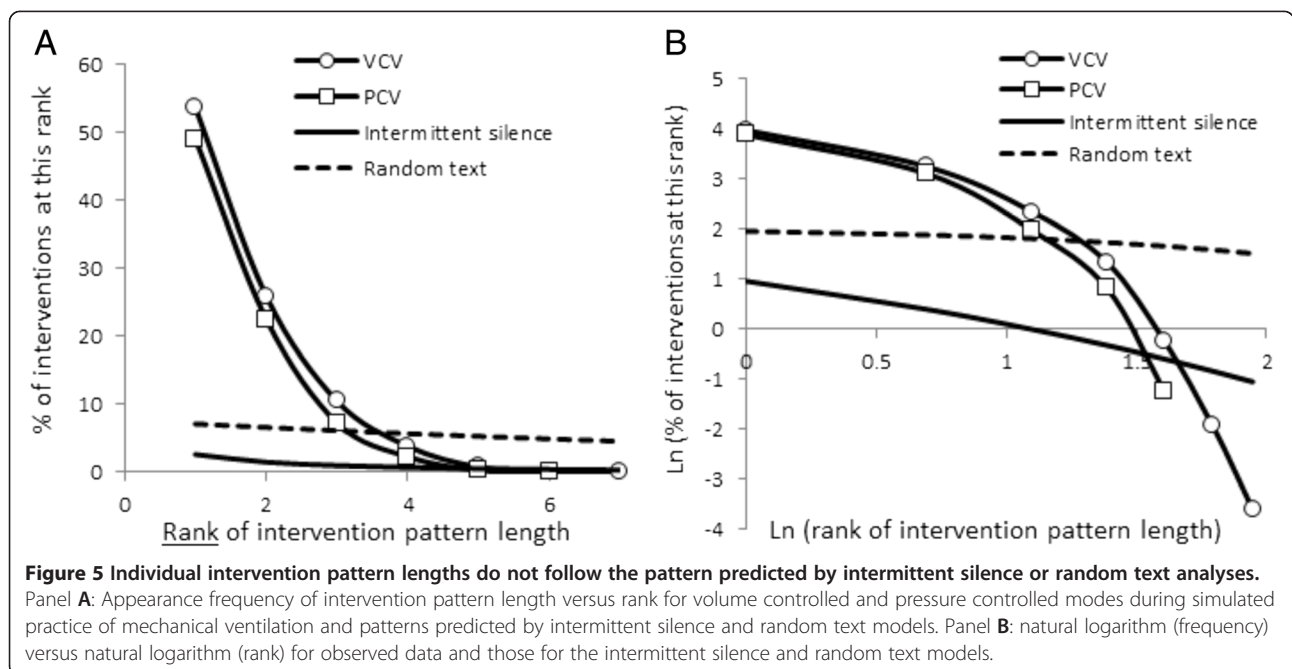 A
VCV
PCV
Intermittent silence
Random text
% of interventions at this rank
60
50
40
30
20
10
0
0 2 4 6
Rank of intervention pattern length
B
VCV
PCV
Intermittent silence
Random text
Ln (% of interventions at this rank)
5
4
3
2
1
0
-1
-2
-3
-4
0 0.5 1 1.5 2
Ln (rank of intervention pattern length)
Figure 5 Individual intervention pattern lengths do not follow the pattern predicted by intermittent silence or random text analyses.
Panel A: Appearance frequency of intervention pattern length versus rank for volume controlled and pressure controlled modes during simulated
practice of mechanical ventilation and patterns predicted by intermittent silence and random text models. Panel B: natural logarithm (frequency)
versus natural logarithm (rank) for observed data and those for the intermittent silence and random text models.